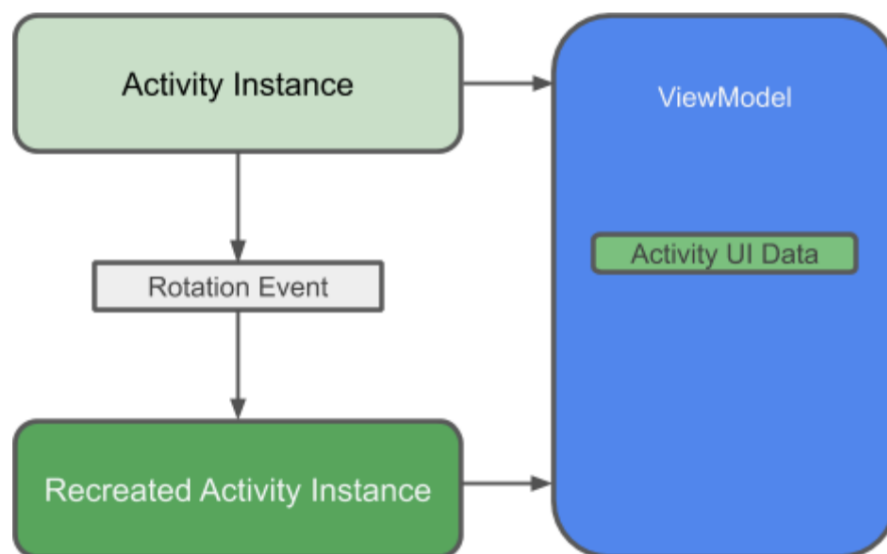 Activity Instance
ViewModel
Activity UI Data
Rotation Event
Recreated Activity Instance